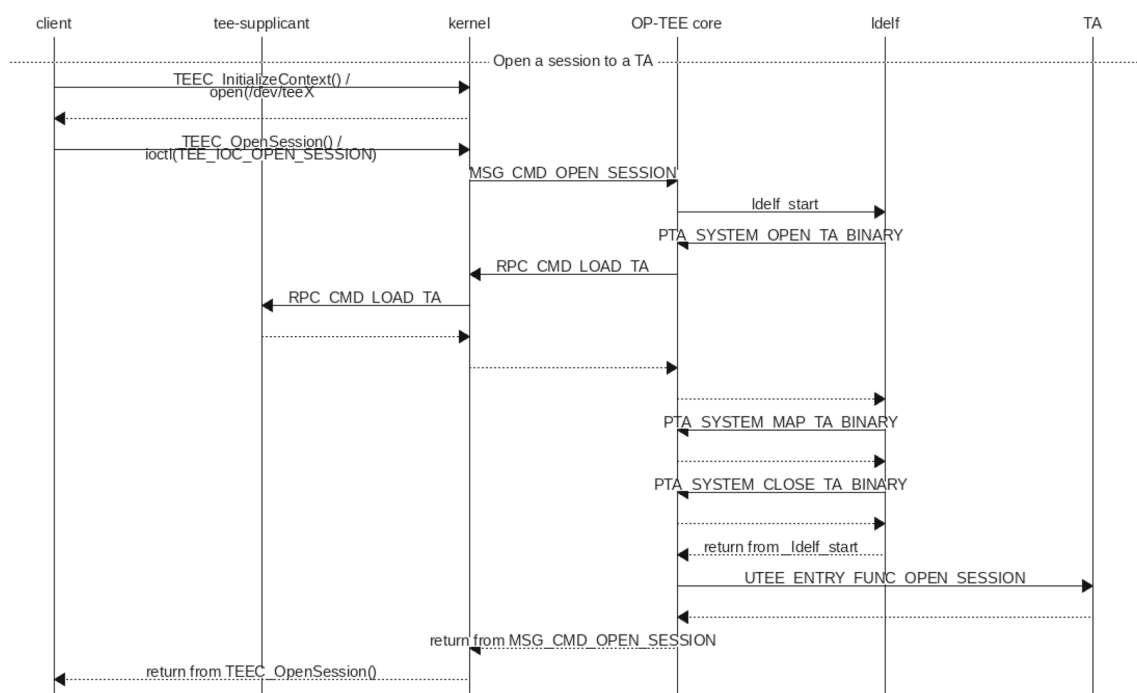 client tee-supplicant kernel OP-TEE core ldelf TA
Open a session to a TA
TEEC_InitializeContext() /
open(/dev/teeX
TEEC_OpenSession() /
ioctl(TEE_IOC_OPEN_SESSION)
MSG_CMD_OPEN_SESSION
ldelf_start
PTA_SYSTEM_OPEN_TA_BINARY
RPC_CMD_LOAD_TA
RPC_CMD_LOAD_TA
PTA_SYSTEM_MAP_TA_BINARY
PTA_SYSTEM_CLOSE_TA_BINARY
return from _ldelf_start
UTEE_ENTRY_FUNC_OPEN_SESSION
return from MSG_CMD_OPEN_SESSION
return from TEEC_OpenSession()